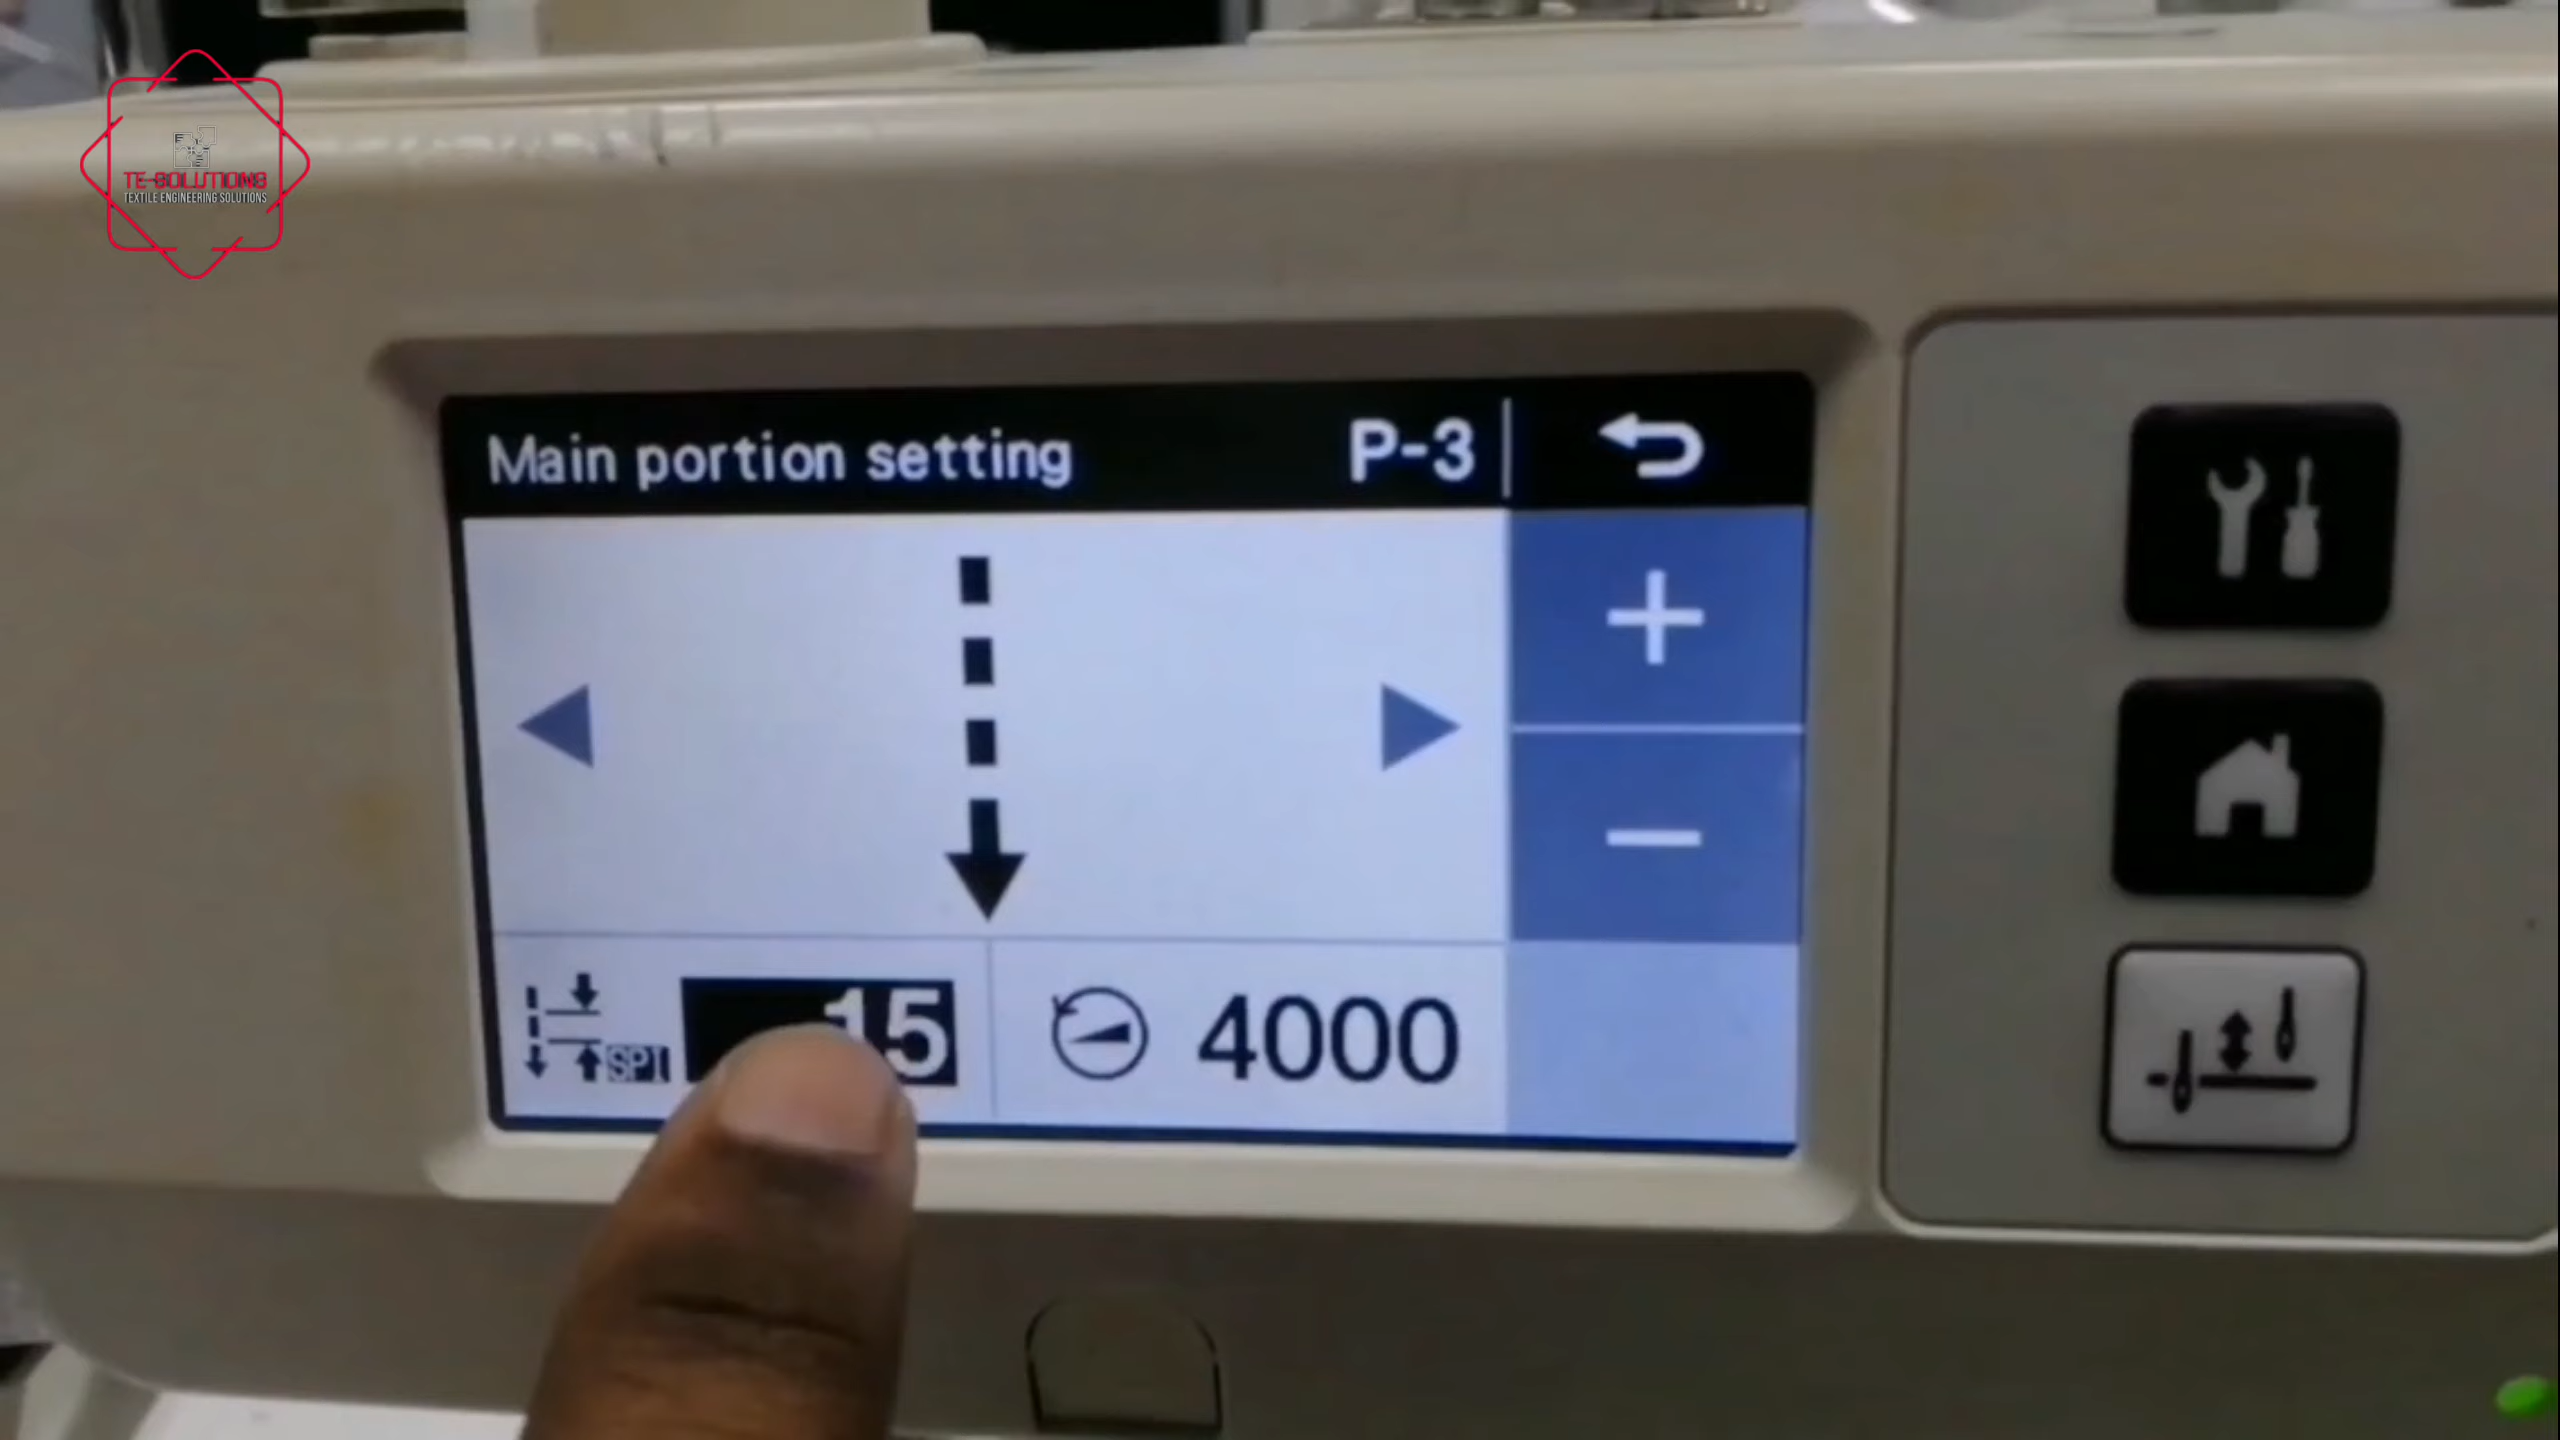 TE-SOLUTIONS
TEXTILE ENGINEERING SOLUTIONS
Main portion setting P-3
SPI 15 4000